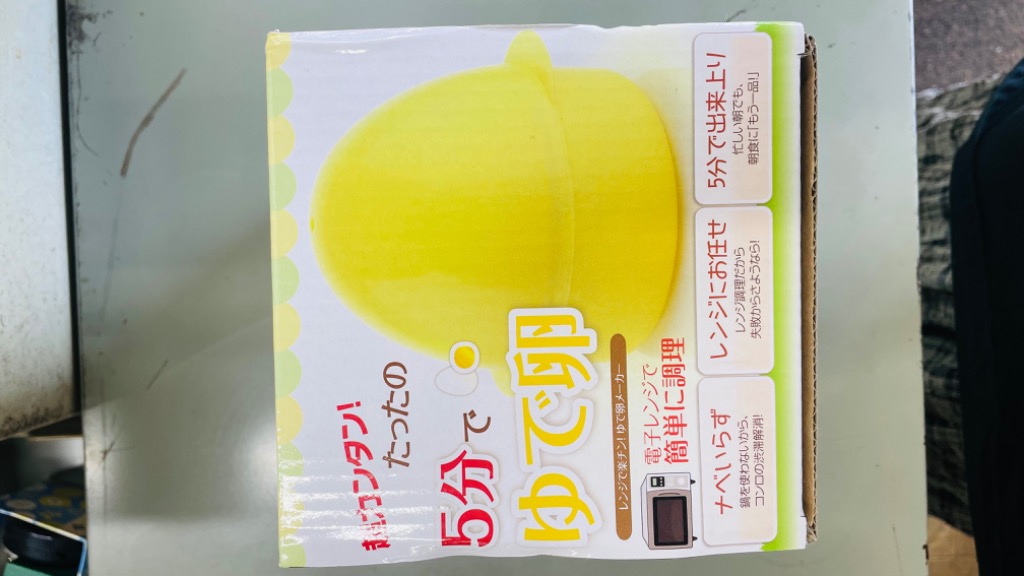 チョコンタン!
たったの
5分で
ゆで卵
レンジで楽チン!ゆで卵メーカー
電子レンジで
簡単に調理
ナベいらず
鍋を使わないから、
コンロの渋滞解消!
レンジにお任せ
レンジ調理だから
失敗からさようなら!
5分で出来上り
忙しい朝でも、
朝食に「もう一品!」